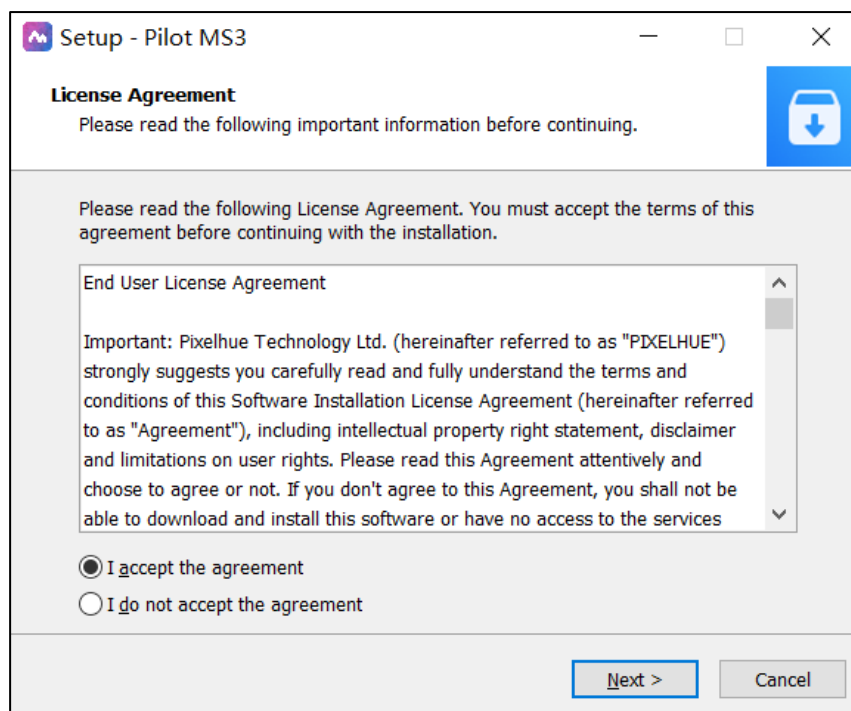 Setup - Pilot MS3
License Agreement
Please read the following important information before continuing.
Please read the following License Agreement. You must accept the terms of this
agreement before continuing with the installation.
End User License Agreement
Important: Pixelhue Technology Ltd. (hereinafter referred to as "PIXELHUE")
strongly suggests you carefully read and fully understand the terms and
conditions of this Software Installation License Agreement (hereinafter referred
to as "Agreement"), including intellectual property right statement, disclaimer
and limitations on user rights. Please read this Agreement attentively and
choose to agree or not. If you don't agree to this Agreement, you shall not be
able to download and install this software or have no access to the services
I accept the agreement
I do not accept the agreement
Next >
Cancel